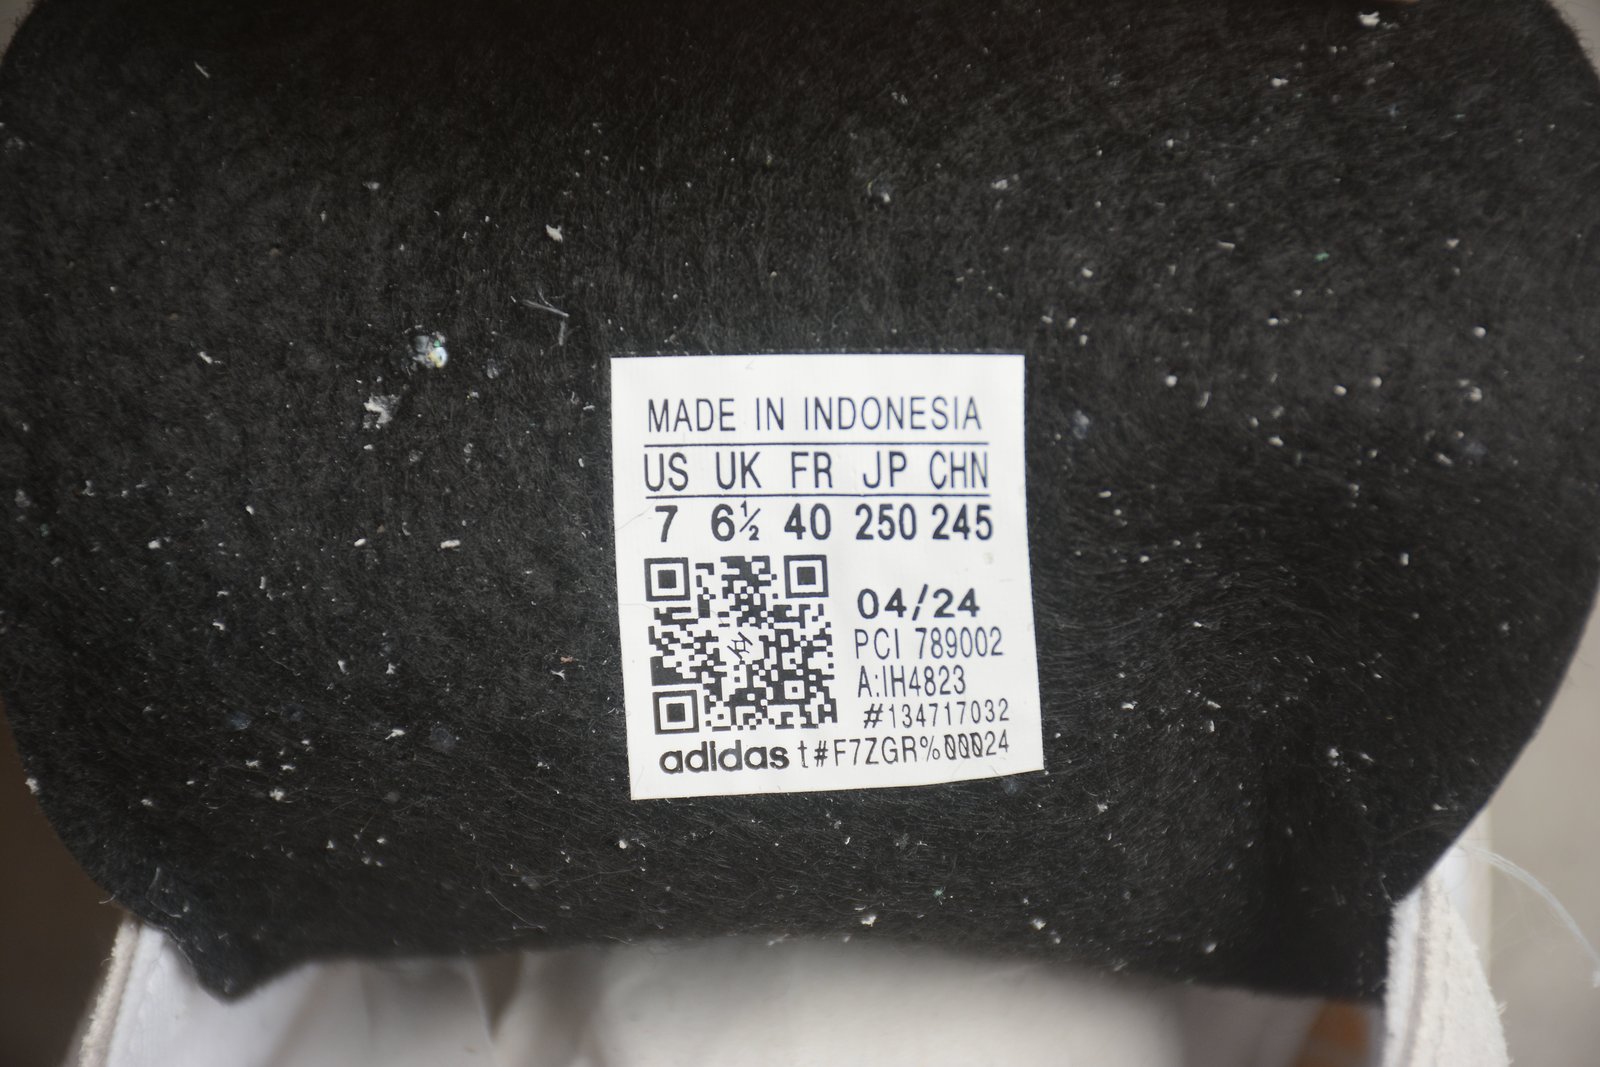 MADE IN INDONESIA
US UK FR JP CHN
7 6½ 40 250 245
04/24
PCI 789002
A:IH4823
#134717032
adidas t#F7ZGR%00024